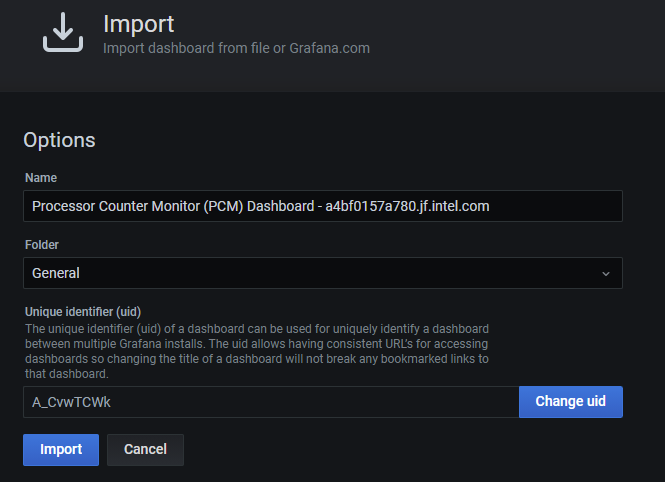 Import
Import dashboard from file or Grafana.com
Options
Name
Processor Counter Monitor (PCM) Dashboard - a4bf0157a780.jf.intel.com
Folder
General
Unique identifier (uid)
The unique identifier (uid) of a dashboard can be used for uniquely identify a dashboard
between multiple Grafana installs. The uid allows having consistent URL's for accessing
dashboards so changing the title of a dashboard will not break any bookmarked links to
that dashboard.
A_CvwTCWk
Change uid
Import
Cancel